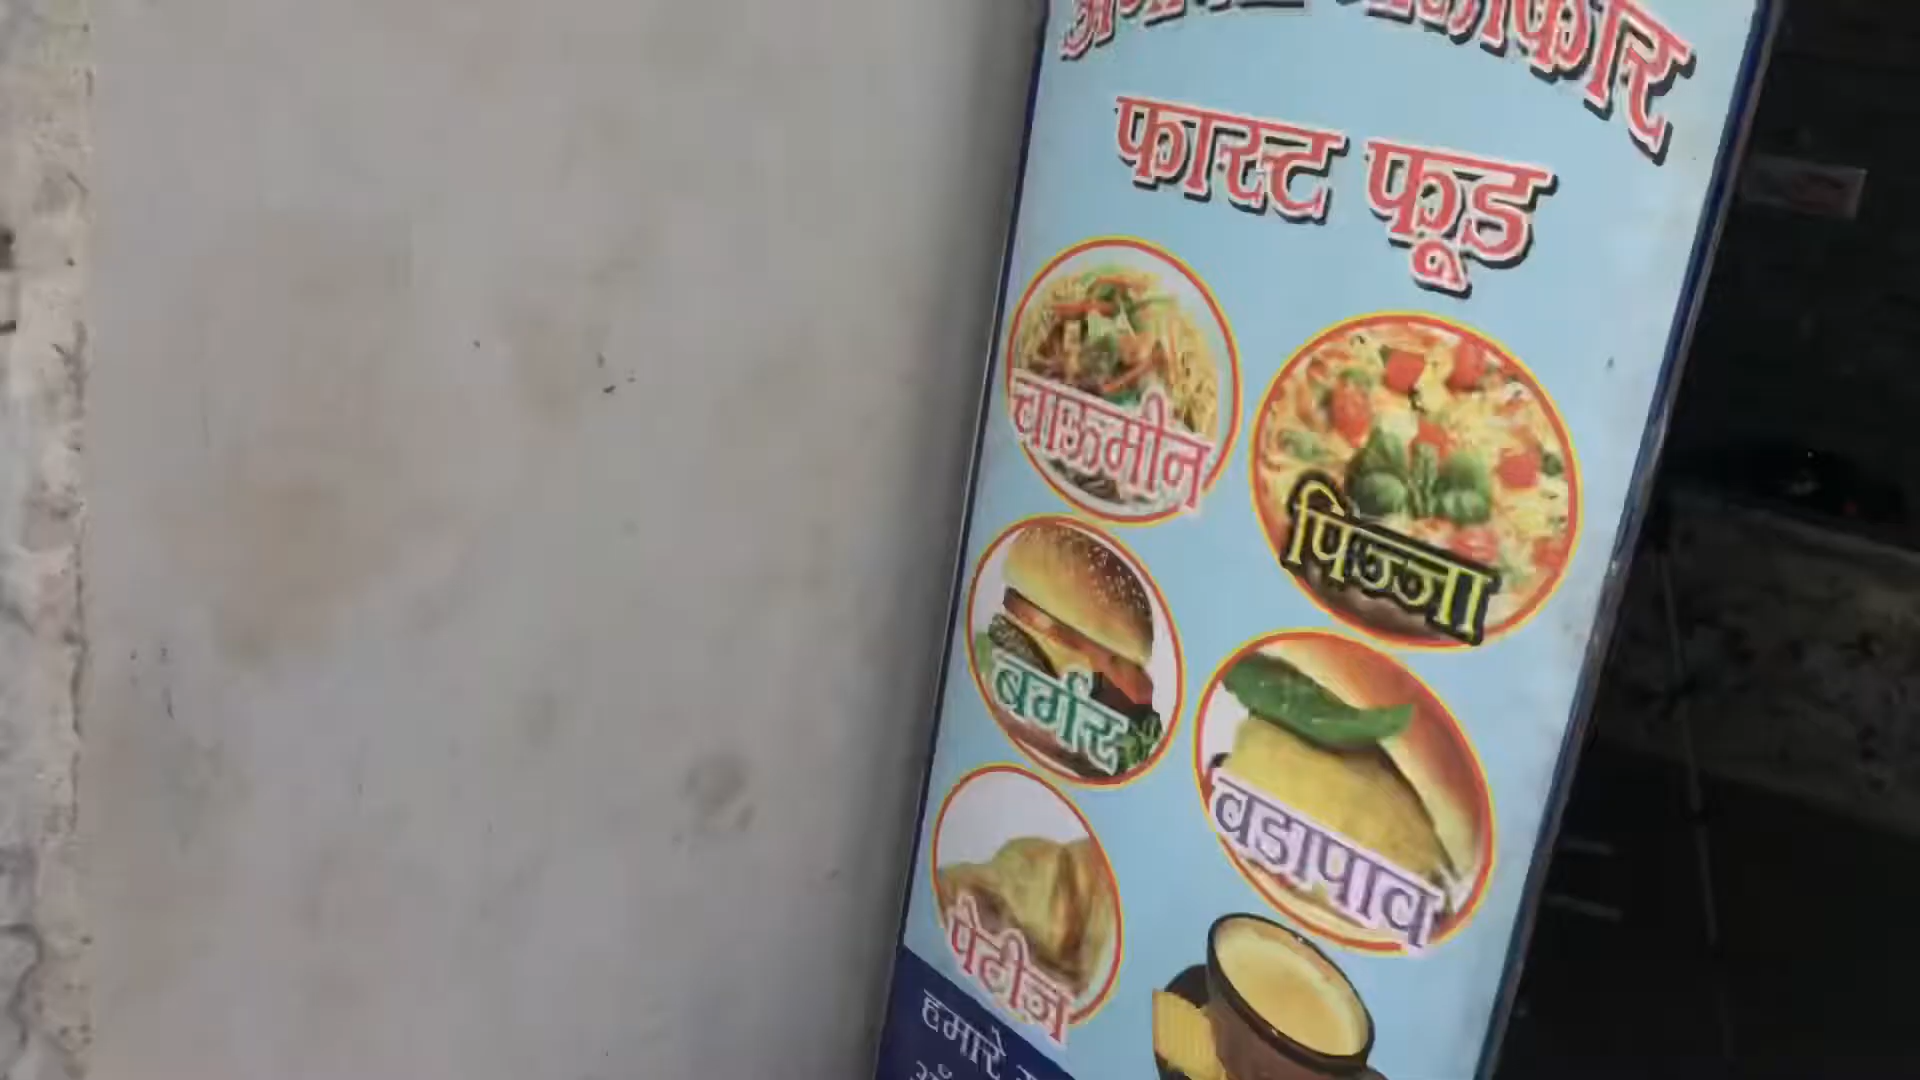 फास्ट फूड
चाऊमीन
पिज्जा
बर्गर
वडापाव
पेटीज
हमारे